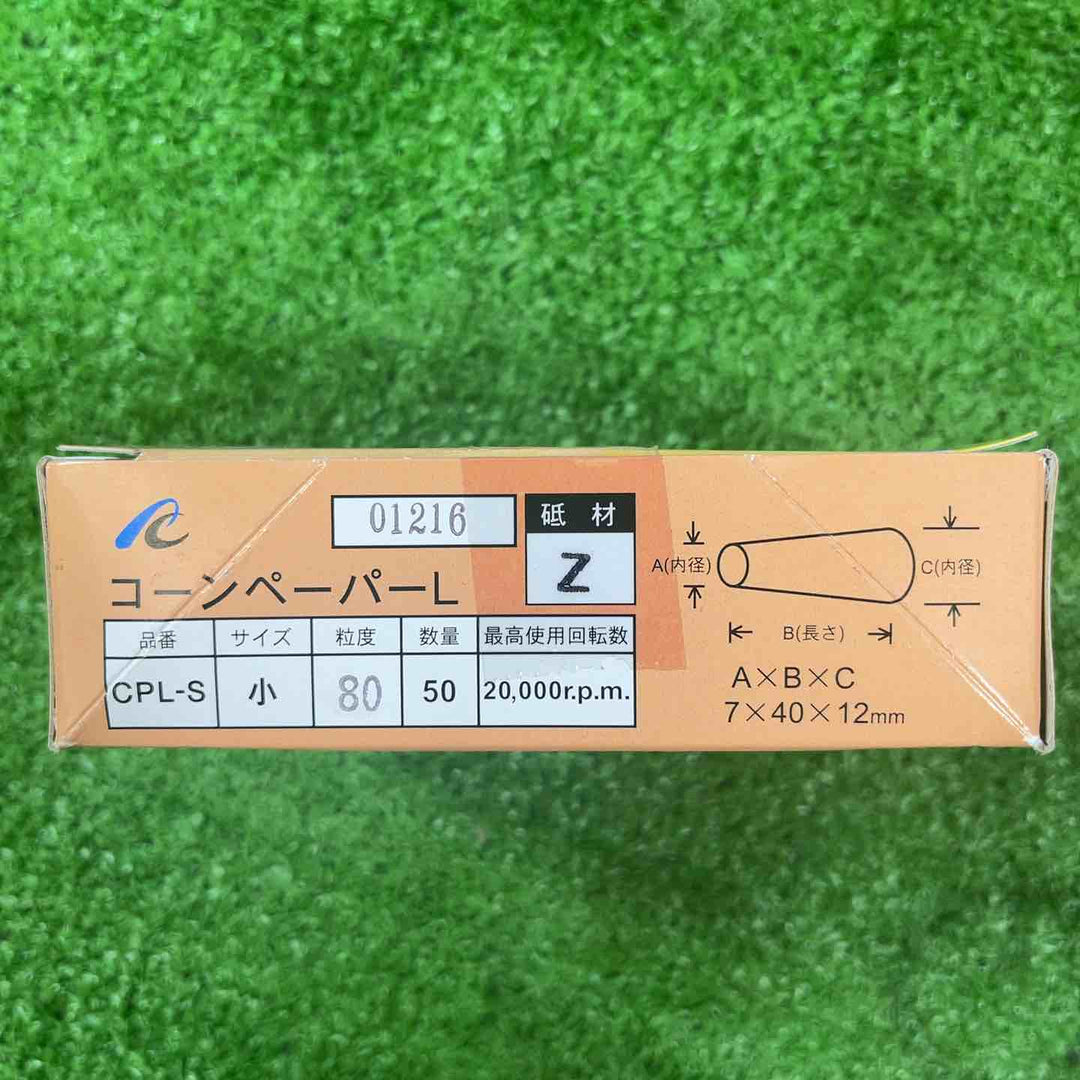 01216
砥 材
Z
コーンペーパーL
品番 サイズ 粒度 数量 最高使用回転数
CPL-S 小 80 50 20,000r.p.m.
A(内径)
C(内径)
B(長さ)
A×B×C
7×40×12mm